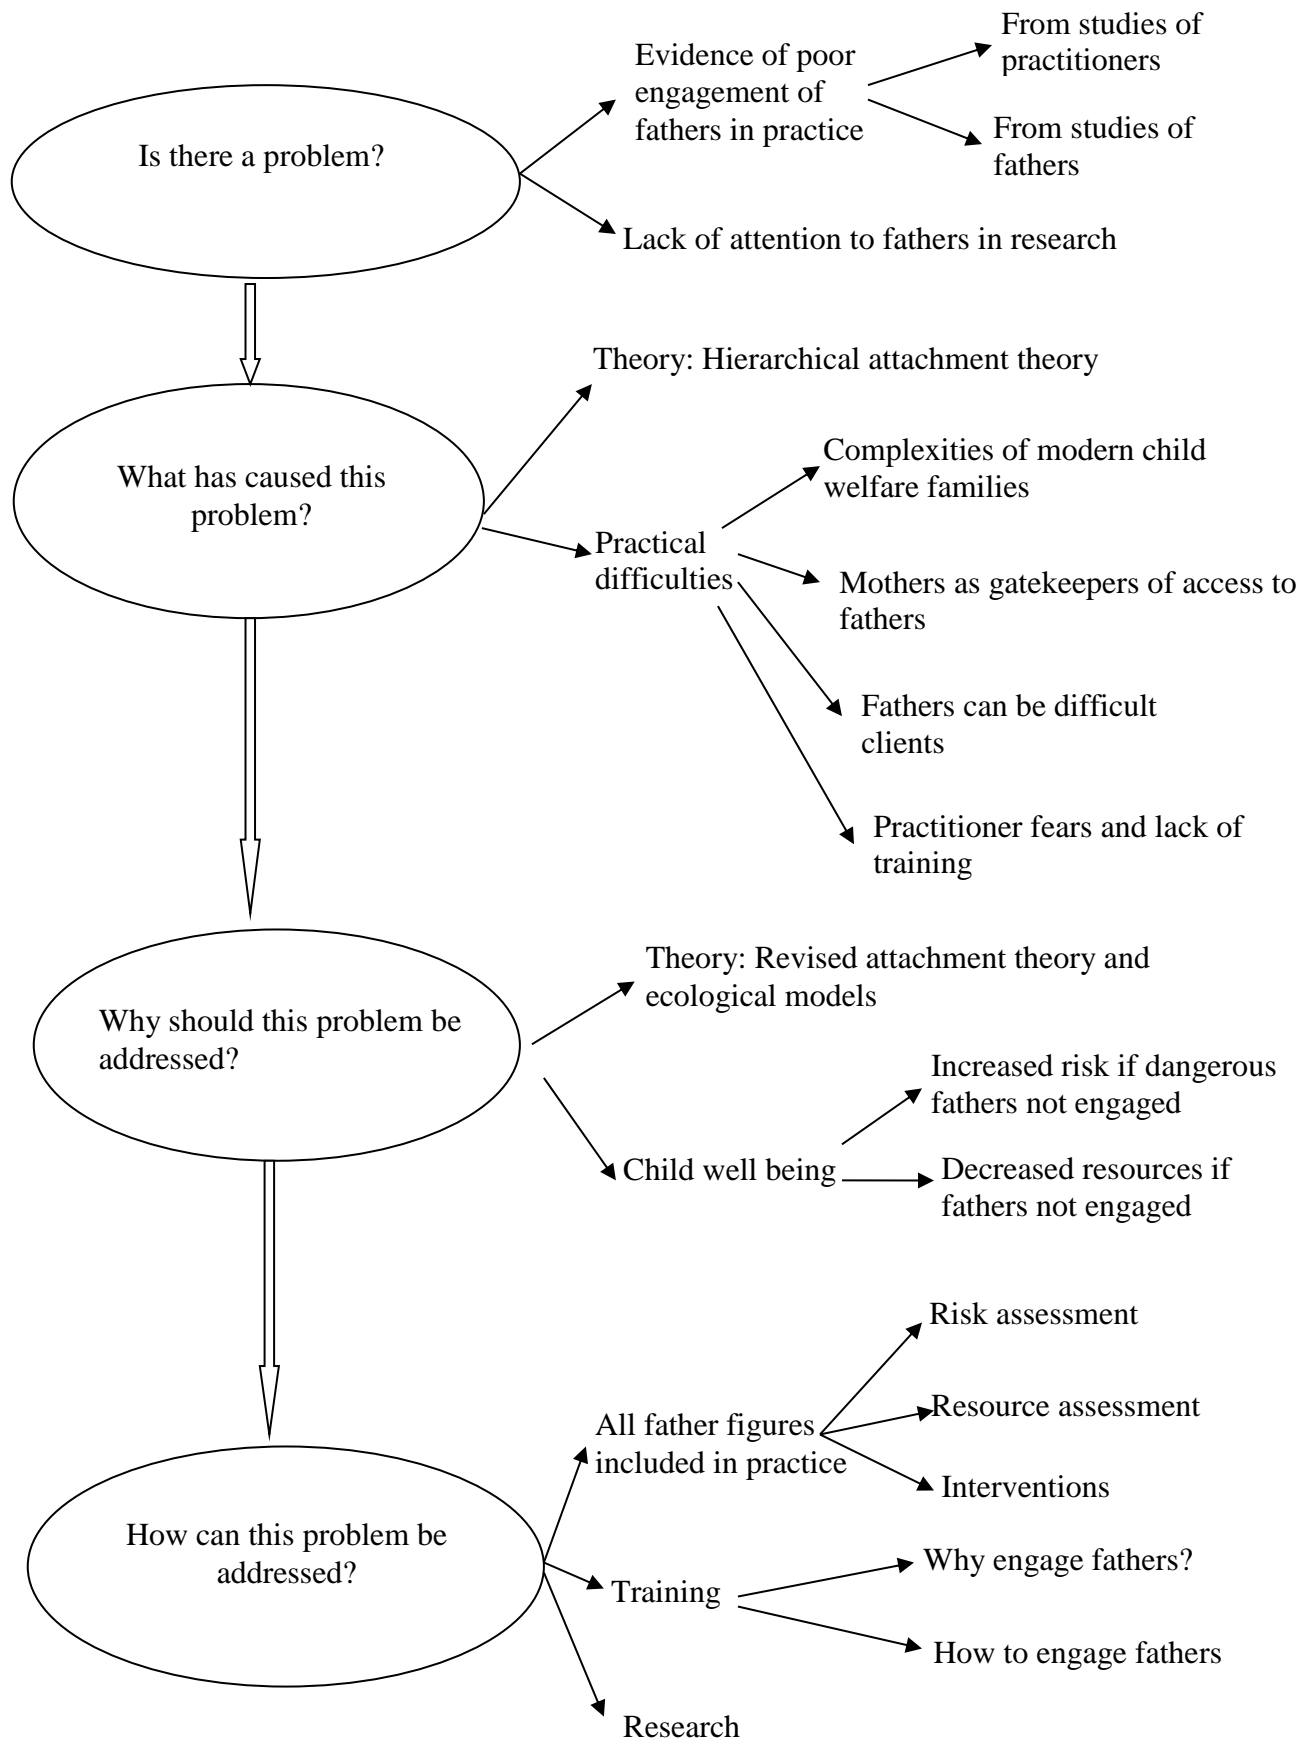 From studies of
practitioners
Evidence of poor
engagement of
fathers in practice
From studies of
fathers
Is there a problem?
Lack of attention to fathers in research
Theory: Hierarchical attachment theory
Complexities of modern child
welfare families
What has caused this
problem?
Practical
difficulties
Mothers as gatekeepers of access to
fathers
Fathers can be difficult
clients
Practitioner fears and lack of
training
Theory: Revised attachment theory and
ecological models
Why should this problem be
addressed?
Increased risk if dangerous
fathers not engaged
Child well being
Decreased resources if
fathers not engaged
Risk assessment
All father figures
included in practice
Resource assessment
Interventions
How can this problem be
addressed?
Why engage fathers?
Training
How to engage fathers
Research